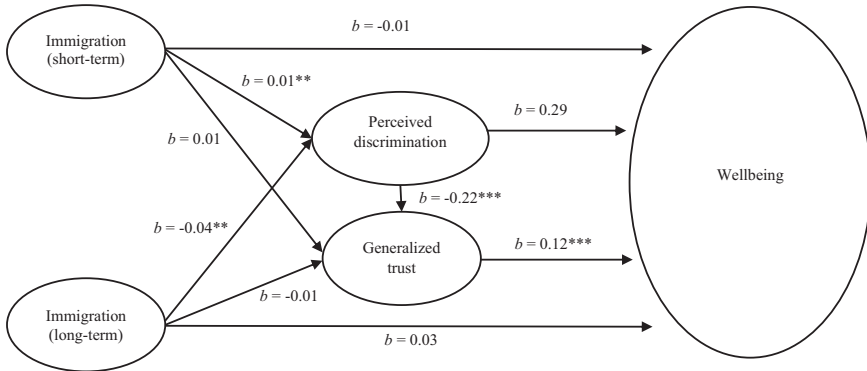 Immigration
(short-term)
b = -0.01
b = 0.01**
b = 0.01
Perceived
discrimination
b = 0.29
Wellbeing
b = -0.22***
b = -0.04**
Generalized
trust
b = 0.12***
b = -0.01
Immigration
(long-term)
b = 0.03